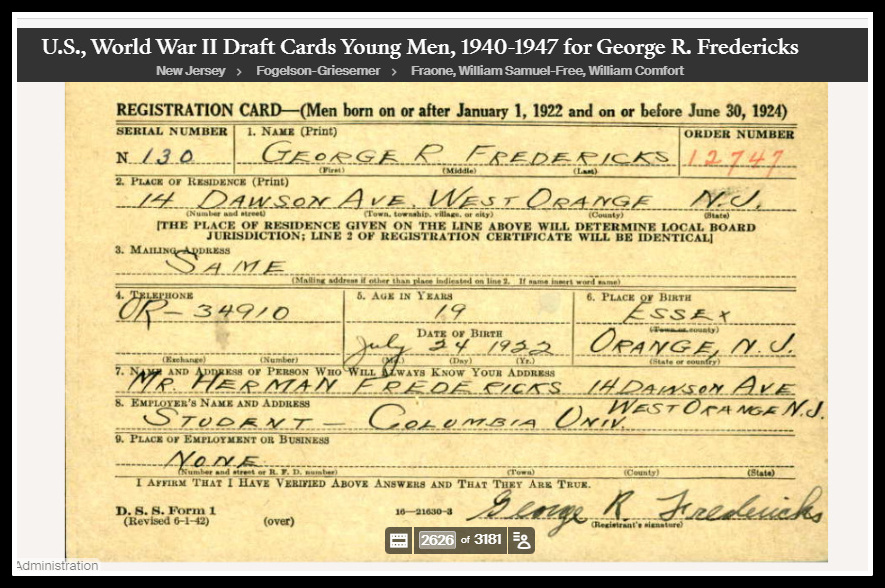 U.S., World War II Draft Cards Young Men, 1940-1947 for George R. Fredericks
New Jersey > Fogelson-Griesemer > Fraone, William Samuel-Free, William Comfort
REGISTRATION CARD—(Men born on or after January 1, 1922 and on or before June 30, 1924)
SERIAL NUMBER 1. NAME (Print) ORDER NUMBER
N 130 GEORGE R. FREDERICKS 12747
(First) (Middle) (Last)
2. PLACE OF RESIDENCE (Print)
14 DAWSON AVE. WEST ORANGE N.J.
(Number and street) (Town, township, village, or city) (County) (State)
[THE PLACE OF RESIDENCE GIVEN ON THE LINE ABOVE WILL DETERMINE LOCAL BOARD
JURISDICTION; LINE 2 OF REGISTRATION CERTIFICATE WILL BE IDENTICAL]
3. MAILING ADDRESS
SAME
(Mailing address if other than place indicated on line 2. If same insert word same)
4. TELEPHONE 5. AGE IN YEARS 6. PLACE OF BIRTH
OR-34910 19 ESSEX
(Town or county)
DATE OF BIRTH
July 24 1922 ORANGE, N.J.
(Exchange) (Number) (Mo.) (Day) (Yr.) (State or country)
7. NAME AND ADDRESS OF PERSON WHO WILL ALWAYS KNOW YOUR ADDRESS
MR. HERMAN FREDERICKS 14 DAWSON AVE
8. EMPLOYER'S NAME AND ADDRESS WEST ORANGE N.J.
STUDENT - COLUMBIA UNIV.
9. PLACE OF EMPLOYMENT OR BUSINESS
NONE
(Number and street or R. F. D. number) (Town) (County) (State)
I AFFIRM THAT I HAVE VERIFIED ABOVE ANSWERS AND THAT THEY ARE TRUE.
D. S. S. Form 1 16—21630-3 George R. Fredericks
(Revised 6-1-42) (over) (Registrant's signature)
2626 of 3181
Administration